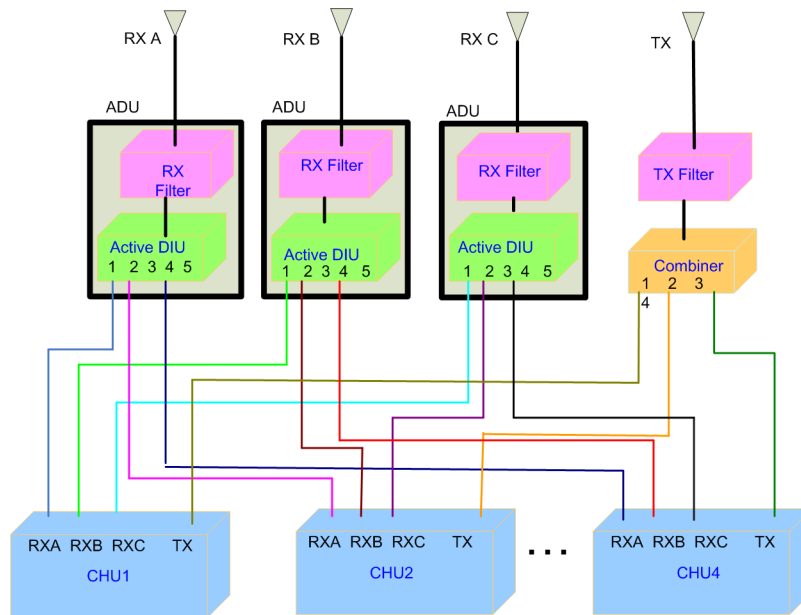 RX A
RX B
RX C
TX
ADU
ADU
ADU
RX
Filter
RX Filter
RX Filter
TX Filter
Active DIU
1 2 3 4 5
Active DIU
1 2 3 4 5
Active DIU
1 2 3 4 5
Combiner
1 2 3
4
RXA RXB RXC TX
CHU1
RXA RXB RXC TX
CHU2
...
RXA RXB RXC TX
CHU4